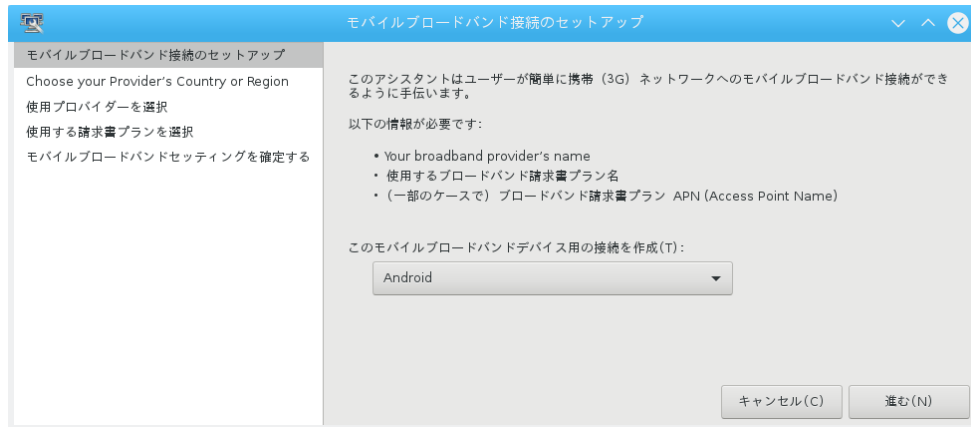 モバイルブロードバンド接続のセットアップ
モバイルブロードバンド接続のセットアップ
Choose your Provider's Country or Region
使用プロバイダーを選択
使用する請求書プランを選択
モバイルブロードバンドセッティングを確定する
このアシスタントはユーザーが簡単に携帯 (3G) ネットワークへのモバイルブロードバンド接続ができ
るように手伝います。
以下の情報が必要です:
• Your broadband provider's name
• 使用するブロードバンド請求書プラン名
• (一部のケースで) ブロードバンド請求書プラン APN (Access Point Name)
このモバイルブロードバンドデバイス用の接続を作成(T):
Android
キャンセル(C)
進む(N)